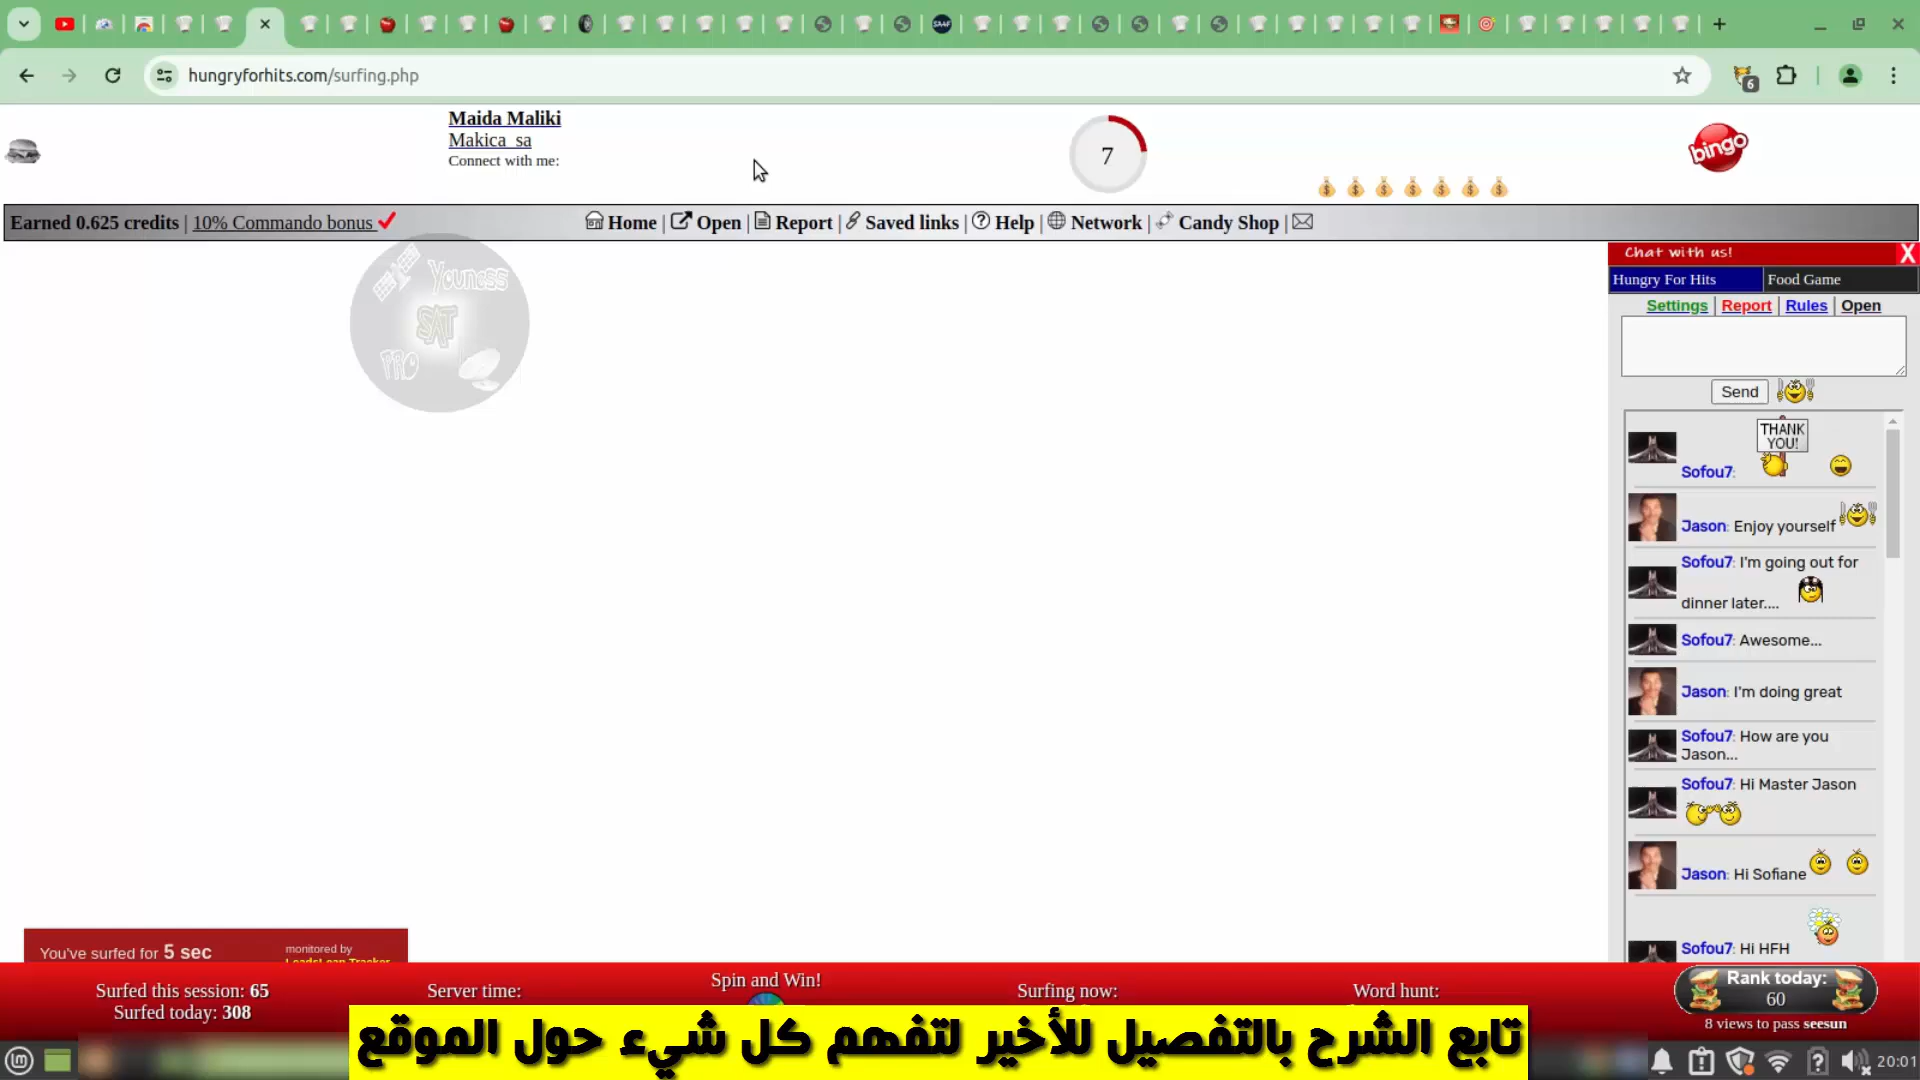 hungryforhits.com/surfing.php
6
Maida Maliki
Makica_sa
Connect with me:
7
bingo
Earned 0.625 credits | 10% Commando bonus
Home | Open | Report | Saved links | Help | Network | Candy Shop |
Youness
SAT
PRO
Chat with us!
X
Hungry For Hits
Food Game
Settings | Report | Rules | Open
Send
THANK YOU!
Sofou7:
Jason: Enjoy yourself
Sofou7: I'm going out for
dinner later....
Sofou7: Awesome...
Jason: I'm doing great
Sofou7: How are you
Jason...
Sofou7: Hi Master Jason
Jason: Hi Sofiane
Sofou7: Hi HFH
You've surfed for 5 sec
monitored by
LeadsLeap Tracker
Surfed this session: 65
Surfed today: 308
Server time:
Spin and Win!
Surfing now:
Word hunt:
Rank today:
60
8 views to pass seesun
تابع الشرح بالتفصيل للأخير لتفهم كل شيء حول الموقع
20:01